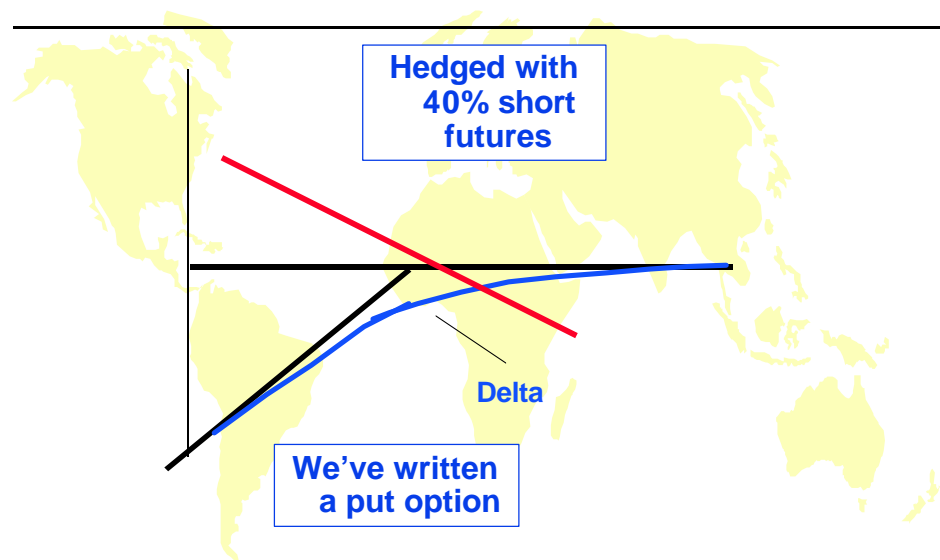 Hedged with
40% short
futures
Delta
We've written
a put option